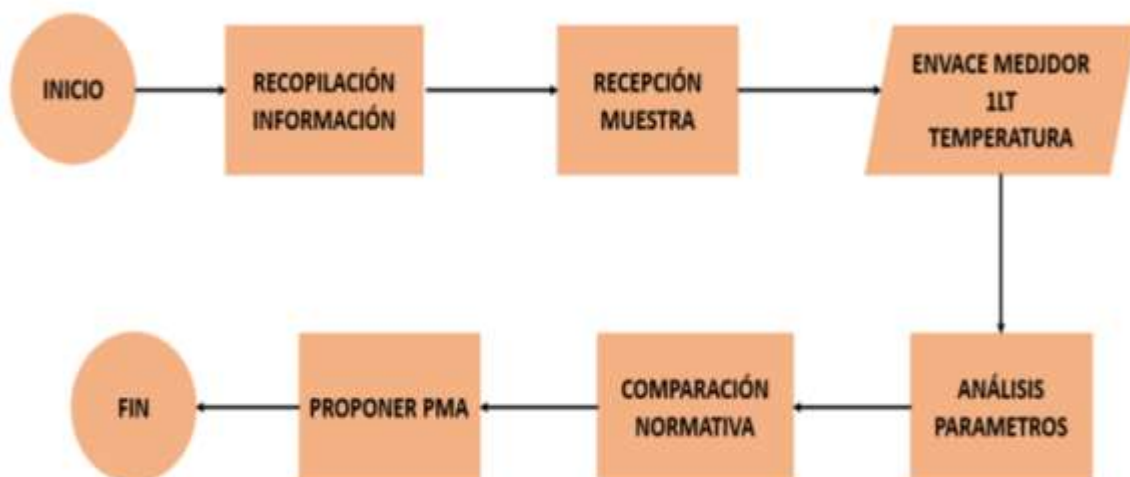 INICIO
RECOPILACIÓN
INFORMACIÓN
RECEPCIÓN
MUESTRA
ENVACE MEDJDOR
1LT
TEMPERATURA
ANÁLISIS
PARAMETROS
COMPARACIÓN
NORMATIVA
PROPONER PMA
FIN